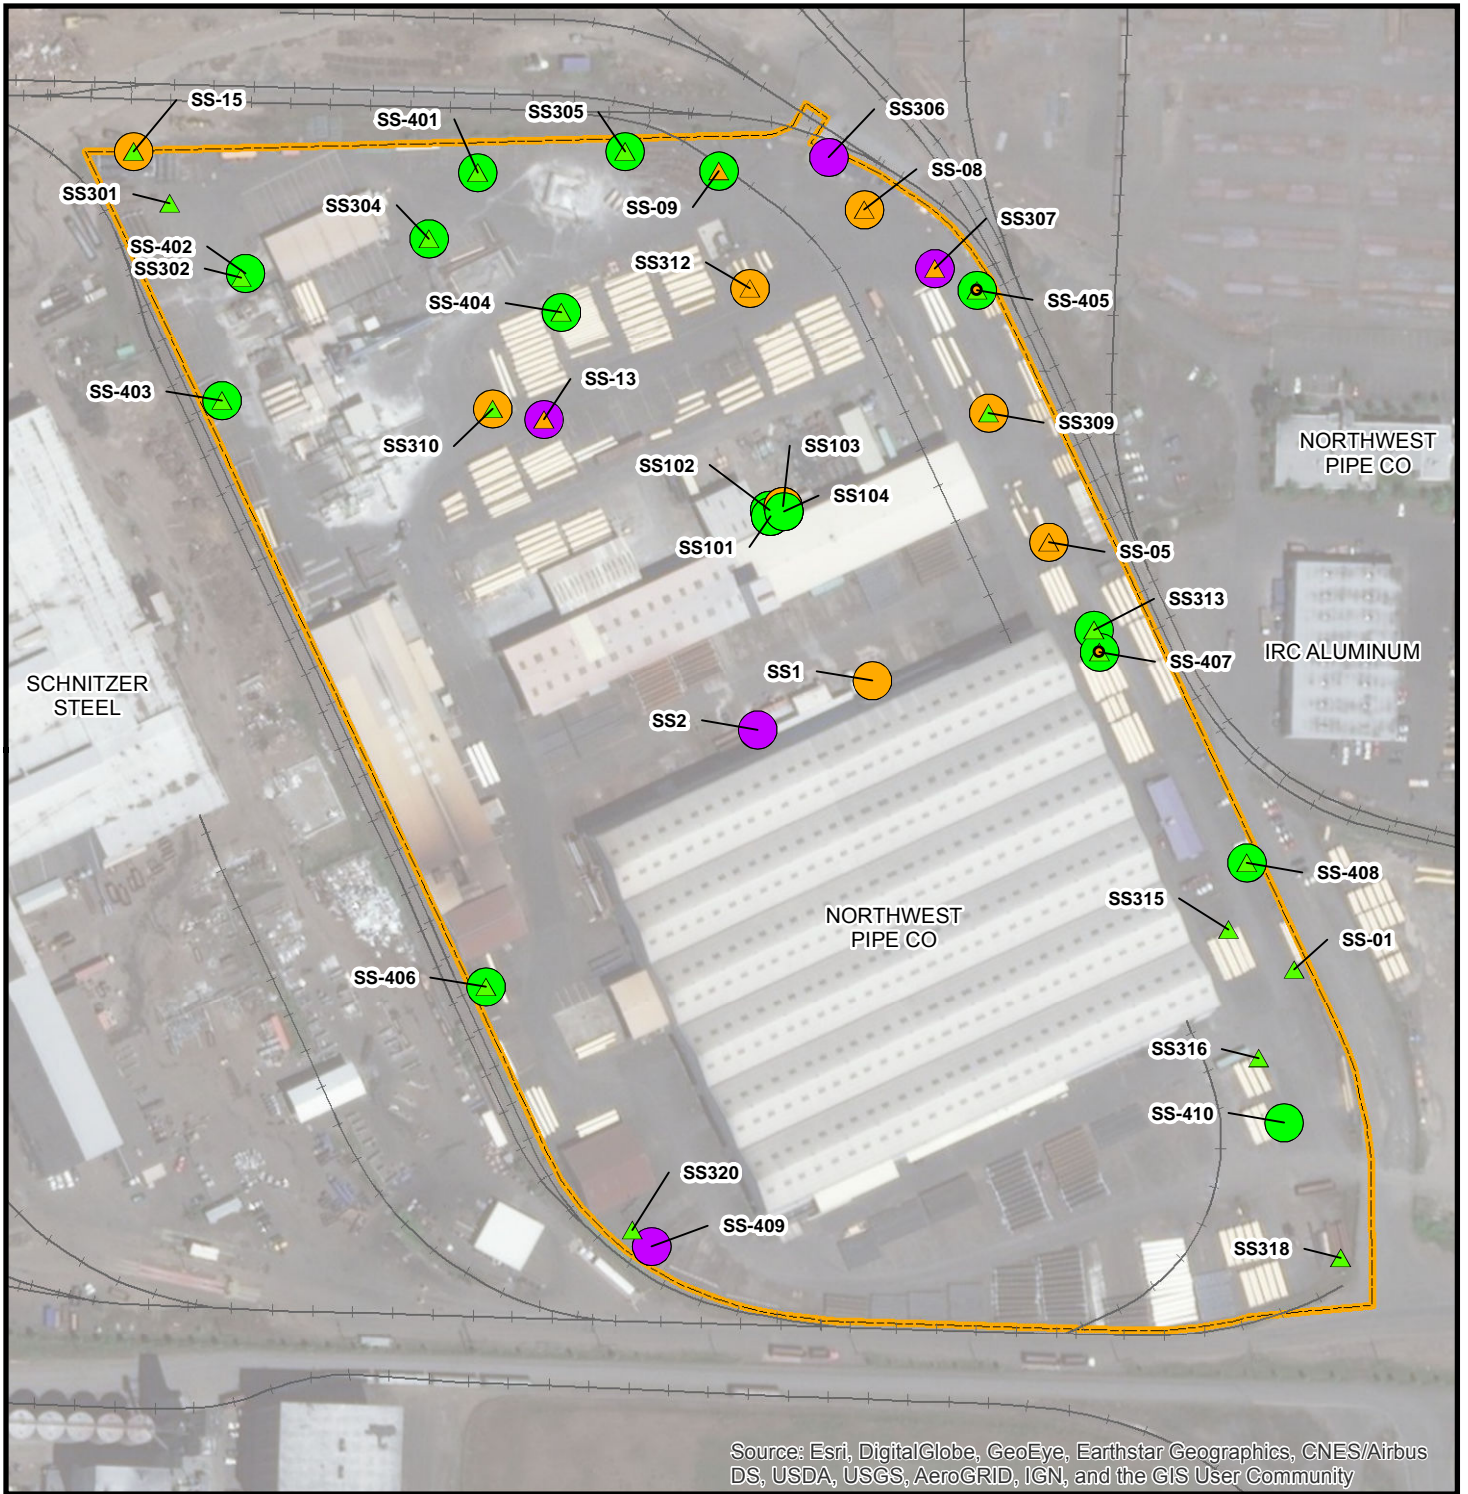 SS-15
SS-401
SS305
SS306
SS-08
SS301
SS304
SS-09
SS307
SS-402
SS302
SS312
SS-404
SS-405
SS-403
SS-13
SS310
SS309
NORTHWEST
PIPE CO
SS103
SS102
SS104
SS101
SS-05
SS313
IRC ALUMINUM
SS-407
SS1
SCHNITZER
STEEL
SS2
SS-408
SS315
NORTHWEST
PIPE CO
SS-01
SS-406
SS316
SS-410
SS320
SS-409
SS318
Source: Esri, DigitalGlobe, GeoEye, Earthstar Geographics, CNES/Airbus
DS, USDA, USGS, AeroGRID, IGN, and the GIS User Community